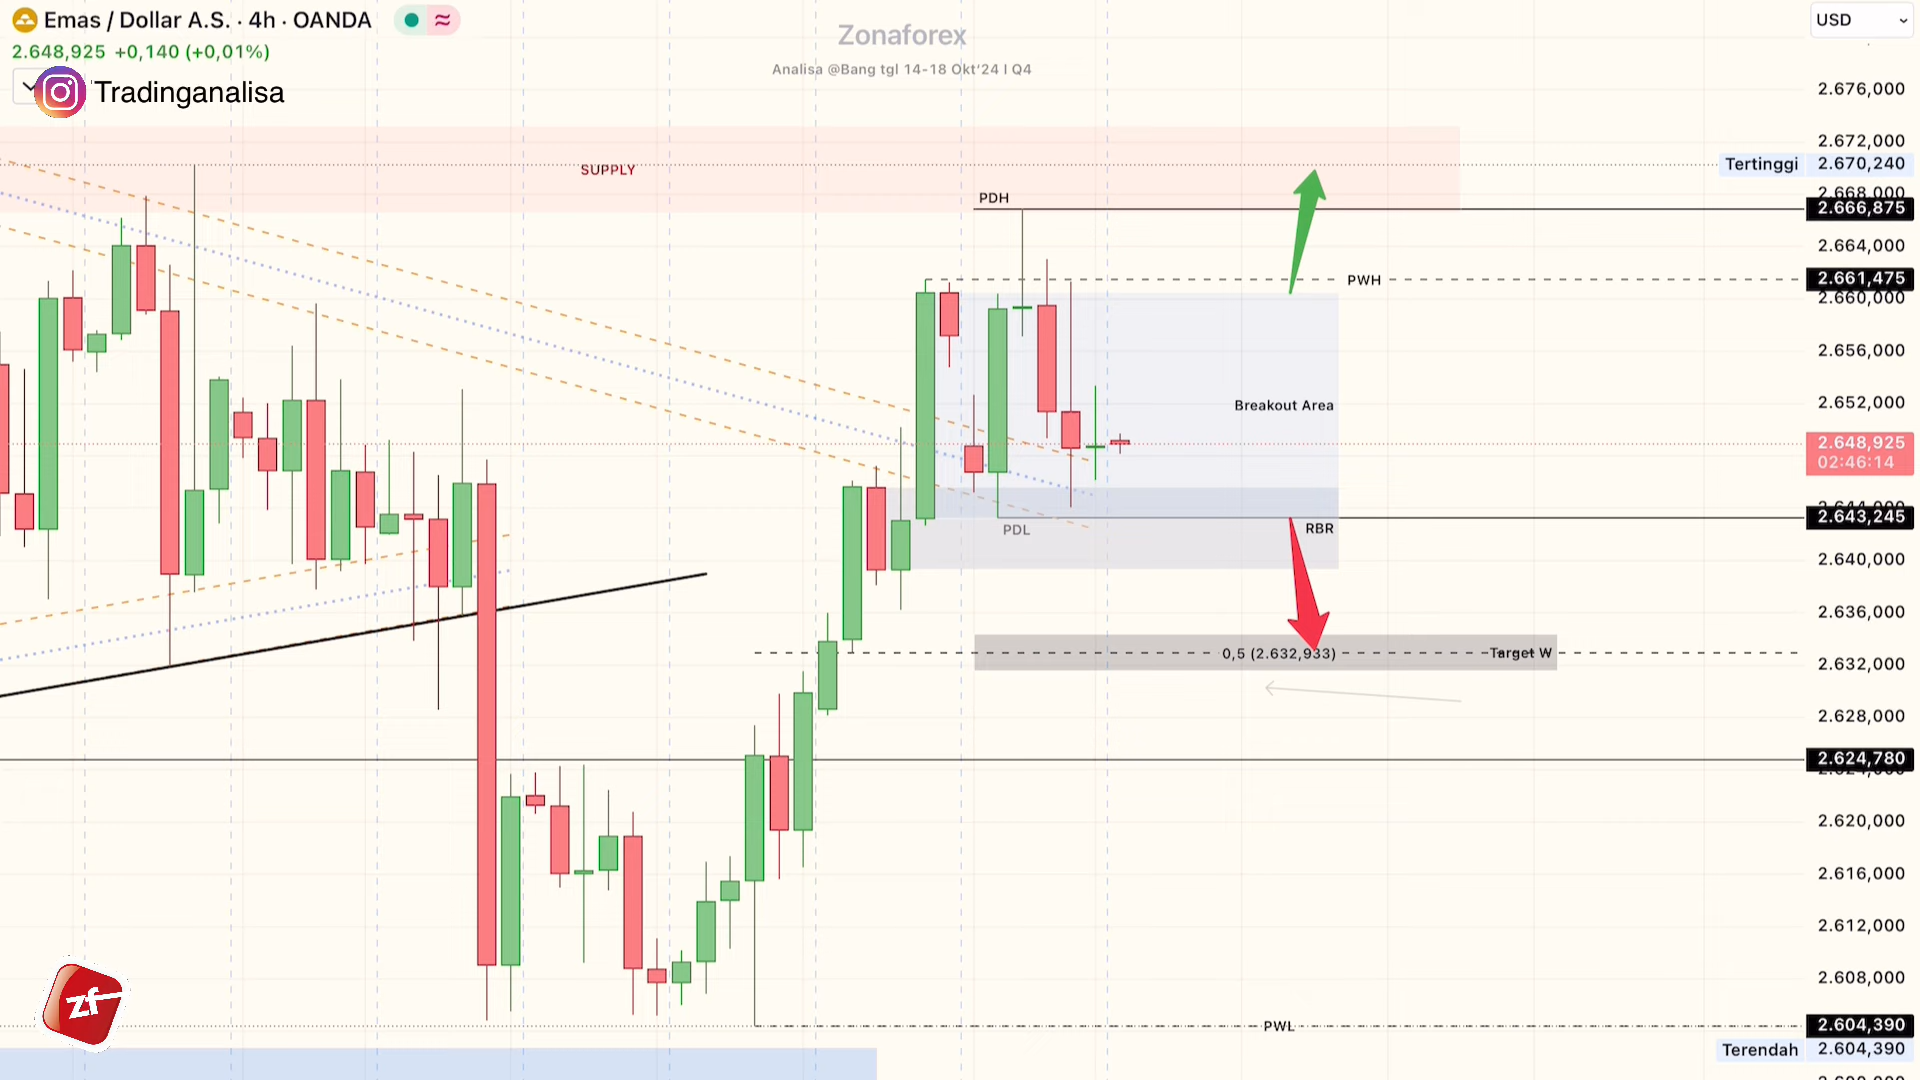 Emas / Dollar A.S. · 4h · OANDA
2.648,925 +0,140 (+0,01%)
Tradinganalisa
Zonaforex
Analisa @Bang tgl 14-18 Okt'24 I Q4
USD
2.676,000
2.672,000
SUPPLY
Tertinggi 2.670,240
2.668,000
PDH
2.666,875
2.664,000
PWH
2.661,475
2.660,000
2.656,000
Breakout Area
2.652,000
2.648,925
02:46:14
2.643,245
PDL
RBR
2.640,000
2.636,000
0,5 (2.632,933)
Target W
2.632,000
2.628,000
2.624,780
2.620,000
2.616,000
2.612,000
2.608,000
zf
PWL
2.604,390
Terendah 2.604,390